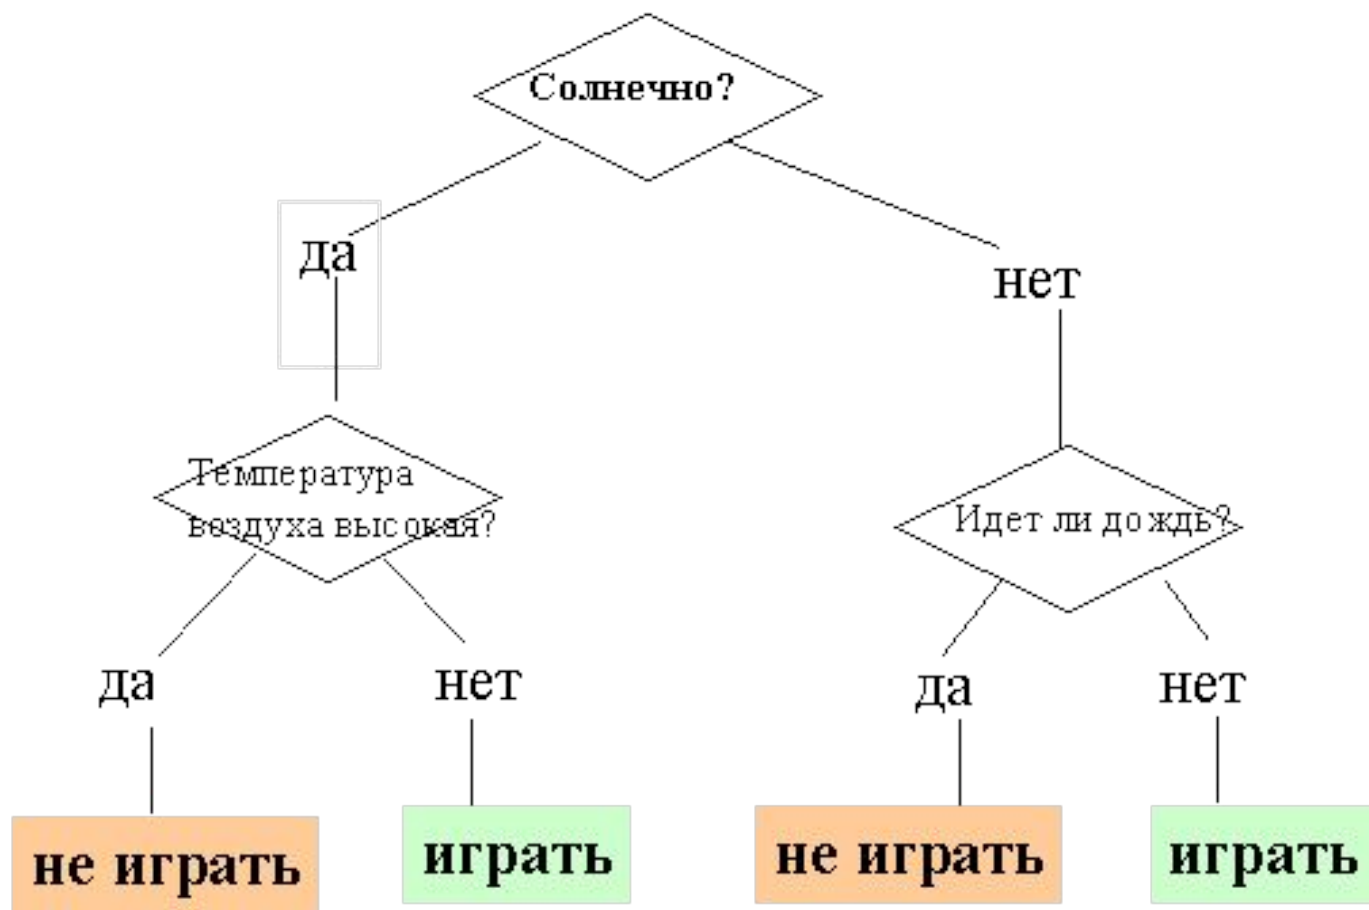 Солнечно?
да
нет
Температура
воздуха высокая?
Идет ли дождь?
да
нет
да
нет
не играть
играть
не играть
играть